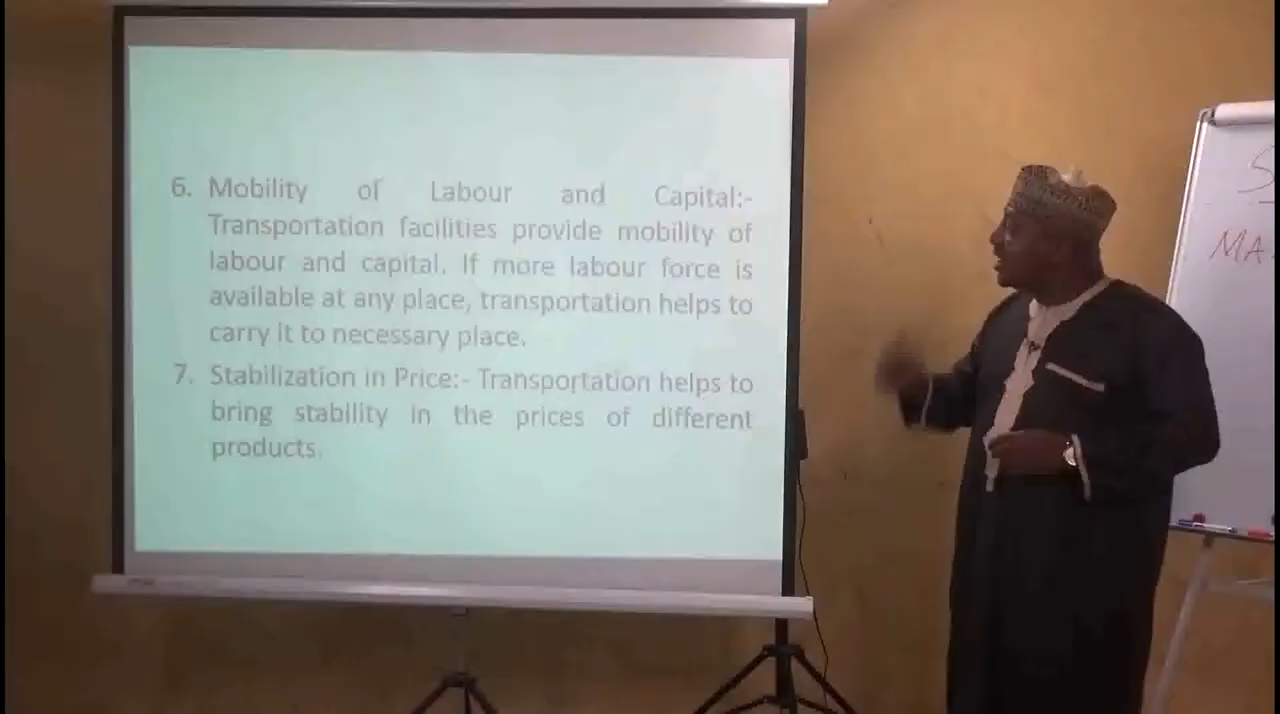 6. Mobility of Labour and Capital:-
Transportation facilities provide mobility of
labour and capital. If more labour force is
available at any place, transportation helps to
carry it to necessary place.
7. Stabilization in Price:- Transportation helps to
bring stability in the prices of different
products.
S
MA